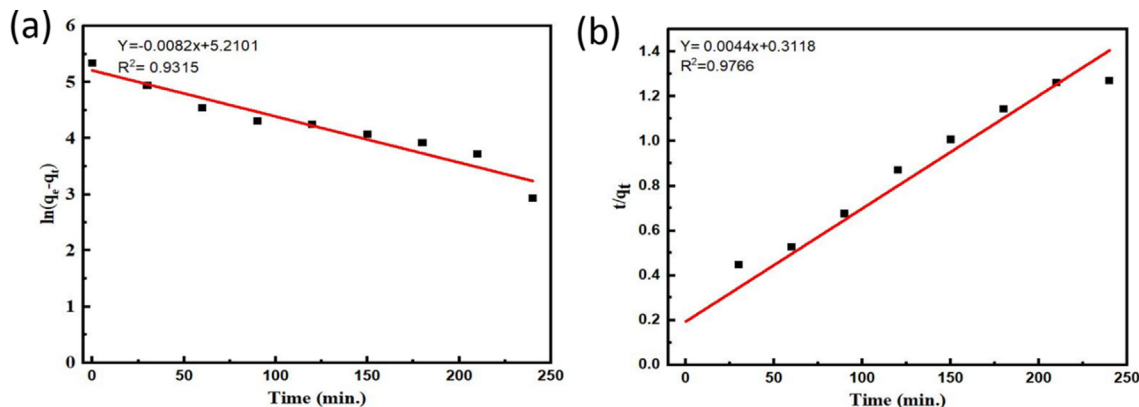 (a)
Y=-0.0082x+5.2101
R²= 0.9315
6
5
4
3
2
1
0
ln(qₑ-qₜ)
0 50 100 150 200 250
Time (min.)
(b)
Y= 0.0044x+0.3118
R²=0.9766
1.4
1.2
1.0
0.8
0.6
0.4
0.2
0.0
t/qₜ
0 50 100 150 200 250
Time (min.)